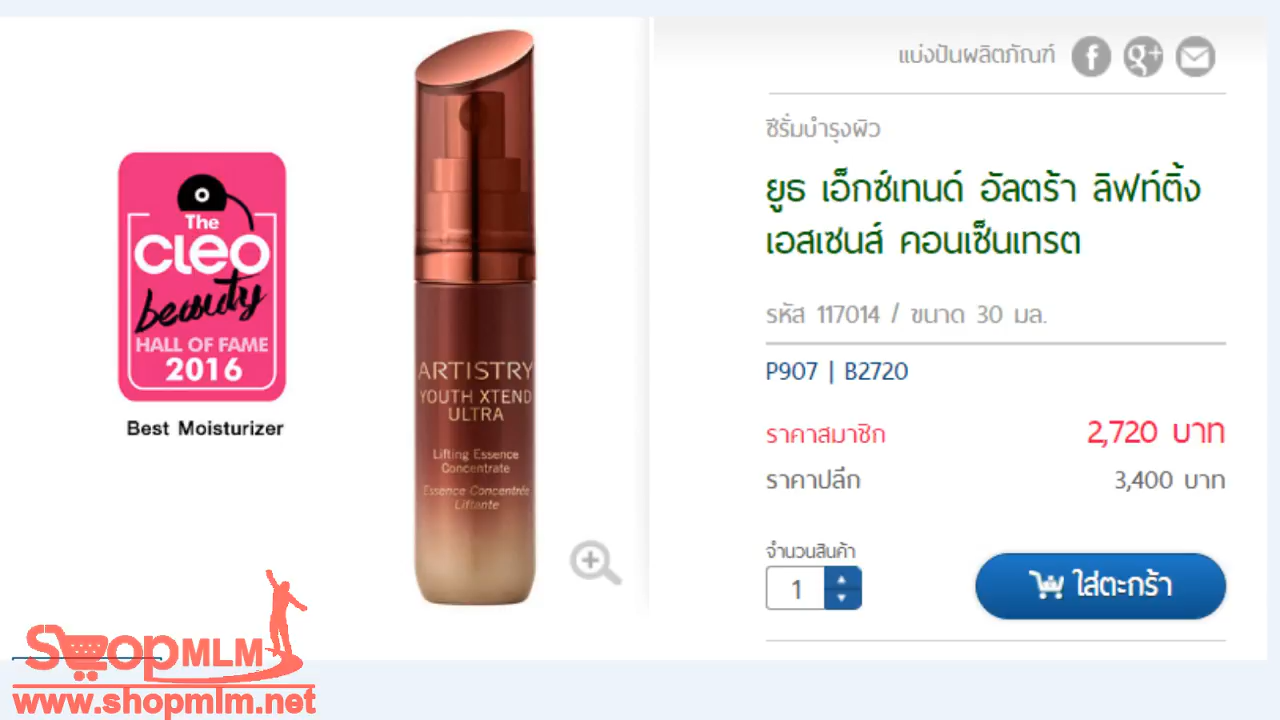 The
CLEO
beauty
HALL OF FAME
2016
Best Moisturizer
ARTISTRY
YOUTH XTEND
ULTRA
Lifting Essence
Concentrate
Essence Concentrée
Liftante
แบ่งปันผลิตภัณฑ์
f
g+
ซีรั่มบำรุงผิว
ยูธ เอ็กซ์เทนด์ อัลตร้า ลิฟท์ติ้ง
เอสเซนส์ คอนเซ็นเทรต
รหัส 117014 / ขนาด 30 มล.
P907 | B2720
ราคาสมาชิก 2,720 บาท
ราคาปลีก 3,400 บาท
จำนวนสินค้า
1
ใส่ตะกร้า
SHOPMLM
www.shopmlm.net